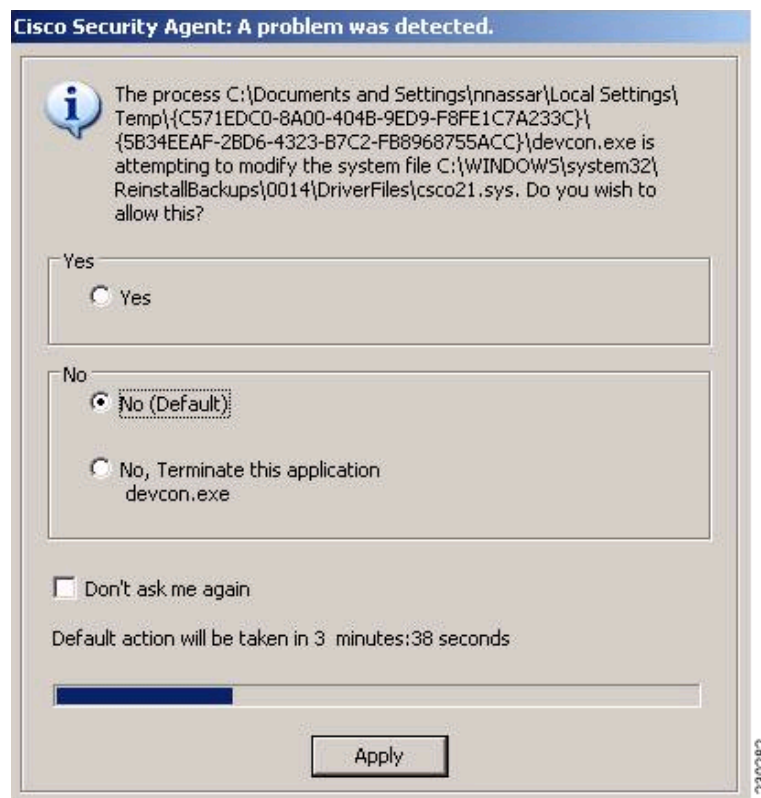 Cisco Security Agent: A problem was detected.
The process C:\Documents and Settings\nnassar\Local Settings\
Temp\{C571EDC0-8A00-404B-9ED9-F8FE1C7A233C}\
{5B34EEAF-2BD6-4323-B7C2-FB8968755ACC}\devcon.exe is
attempting to modify the system file C:\WINDOWS\system32\
ReinstallBackups\0014\DriverFiles\csco21.sys. Do you wish to
allow this?
Yes
Yes
No
No (Default)
No, Terminate this application
devcon.exe
Don't ask me again
Default action will be taken in 3 minutes:38 seconds
Apply